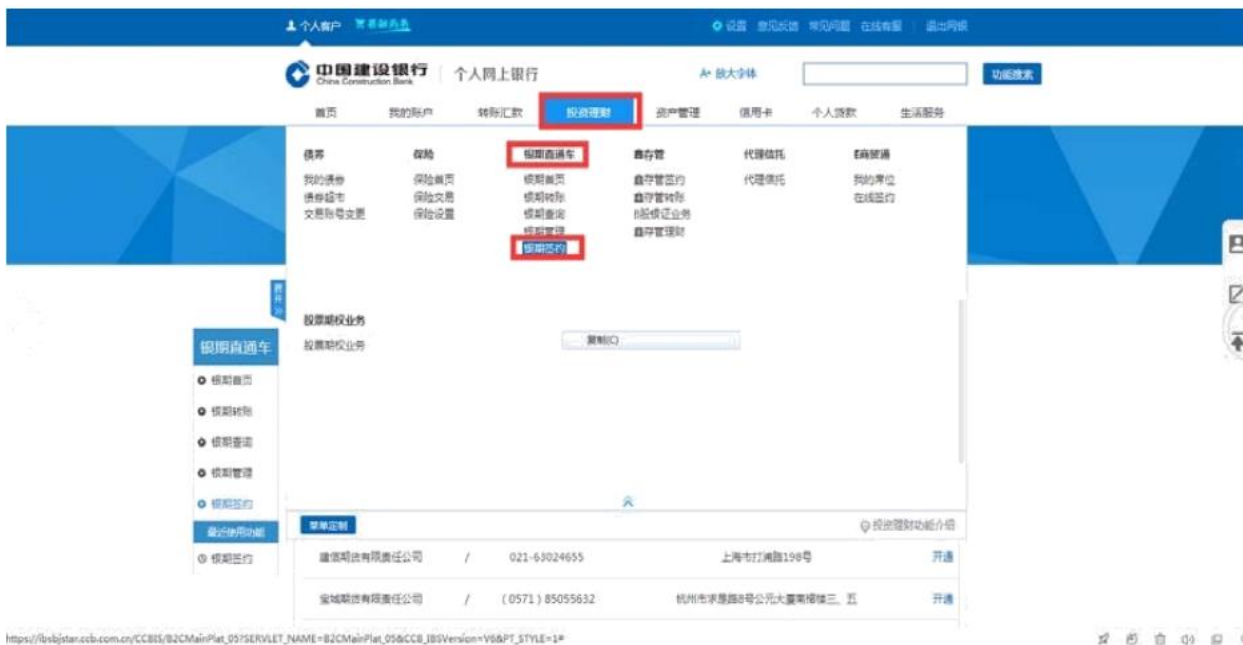 个人客户
设置 意见反馈 常见问题 在线客服 退出网银
中国建设银行 个人网上银行 A+ 放大字体 功能搜索
China Construction Bank
首页 我的账户 转账汇款 投资理财 资产管理 信用卡 个人贷款 生活服务
债券 保险 银期直通车 鑫存管 代理信托 E商贸通
我的债券 保险首页 银期首页 鑫存管签约 代理信托 我的席位
债券超市 保险交易 银期转账 鑫存管转账 在线签约
交易账号变更 保险设置 银期查询 B股银证业务
银期管理 鑫存管理财
银期签约
展开
股票期权业务
股票期权业务
复制(C)
银期直通车
银期首页
银期转账
银期查询
银期管理
银期签约
最近使用功能
银期签约
菜单定制 投资理财功能介绍
建信期货有限责任公司 / 021-63024655 上海市打浦路198号 开通
宝城期货有限责任公司 / (0571)85055632 杭州市求是路8号公元大厦南裙楼三、五 开通
https://ibsbjstar.ccb.com.cn/CCBIS/B2CMainPlat_05?SERVLET_NAME=B2CMainPlat_05&CCB_IBSVersion=V6&PT_STYLE=1#